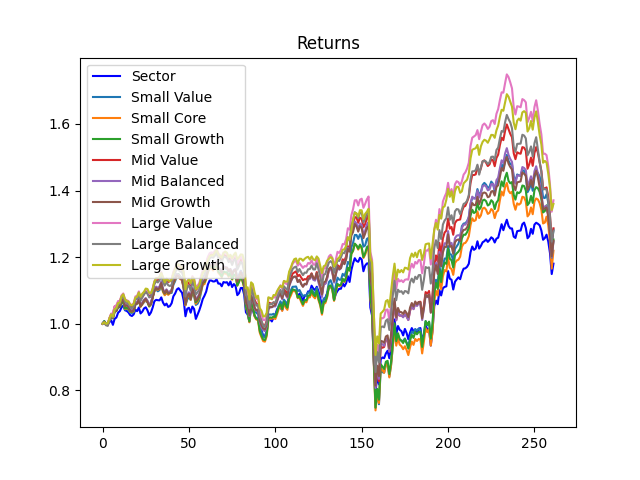 Returns
Sector
Small Value
Small Core
Small Growth
Mid Value
Mid Balanced
Mid Growth
Large Value
Large Balanced
Large Growth
1.6
1.4
1.2
1.0
0.8
0 50 100 150 200 250